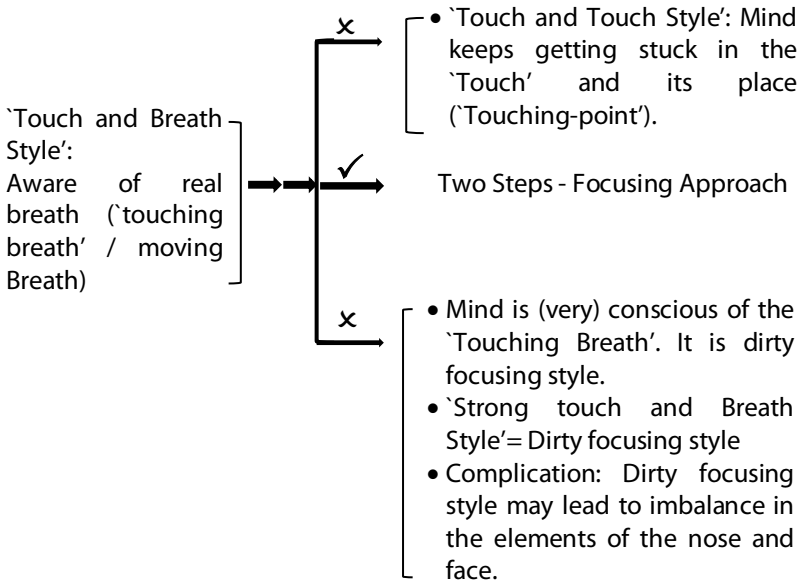 `Touch and Breath
Style':
Aware of real
breath (`touching
breath' / moving
Breath)
✗
• `Touch and Touch Style': Mind
keeps getting stuck in the
`Touch' and its place
(`Touching-point').
✓
Two Steps - Focusing Approach
✗
• Mind is (very) conscious of the
`Touching Breath'. It is dirty
focusing style.
• `Strong touch and Breath
Style'= Dirty focusing style
• Complication: Dirty focusing
style may lead to imbalance in
the elements of the nose and
face.